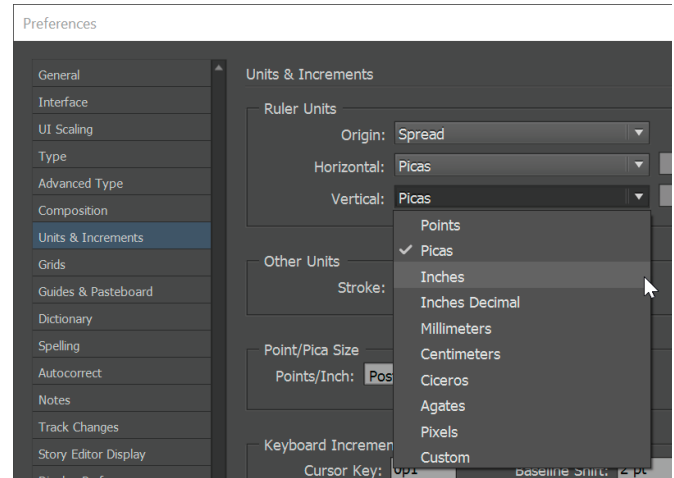 Preferences
General
Interface
UI Scaling
Type
Advanced Type
Composition
Units & Increments
Grids
Guides & Pasteboard
Dictionary
Spelling
Autocorrect
Notes
Track Changes
Story Editor Display
Units & Increments
Ruler Units
Origin: Spread
Horizontal: Picas
Vertical: Picas
Points
Picas
Inches
Inches Decimal
Millimeters
Centimeters
Ciceros
Agates
Pixels
Custom
Other Units
Stroke:
Point/Pica Size
Points/Inch: Pos
Keyboard Incremen
Cursor Key: 0p1
Baseline Shift: 2 pt